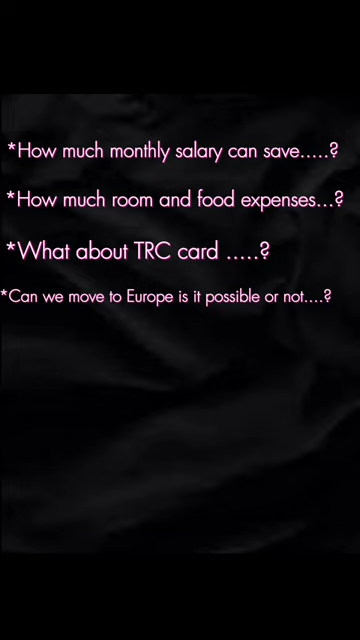 *How much monthly salary can save.....?
*How much room and food expenses...?
*What about TRC card .....?
*Can we move to Europe is it possible or not....?